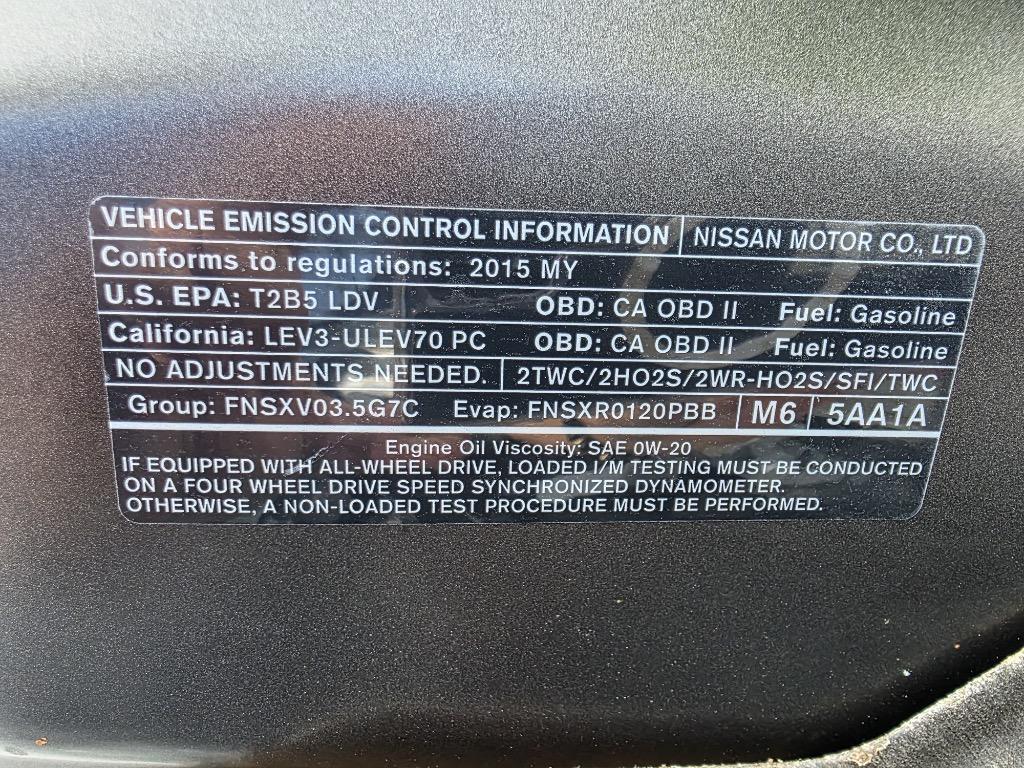 VEHICLE EMISSION CONTROL INFORMATION NISSAN MOTOR CO., LTD
Conforms to regulations: 2015 MY
U.S. EPA: T2B5 LDV OBD: CA OBD II Fuel: Gasoline
California: LEV3-ULEV70 PC OBD: CA OBD II Fuel: Gasoline
NO ADJUSTMENTS NEEDED. 2TWC/2HO2S/2WR-HO2S/SFI/TWC
Group: FNSXV03.5G7C Evap: FNSXR0120PBB M6 5AA1A
Engine Oil Viscosity: SAE 0W-20
IF EQUIPPED WITH ALL-WHEEL DRIVE, LOADED I/M TESTING MUST BE CONDUCTED
ON A FOUR WHEEL DRIVE SPEED SYNCHRONIZED DYNAMOMETER.
OTHERWISE, A NON-LOADED TEST PROCEDURE MUST BE PERFORMED.